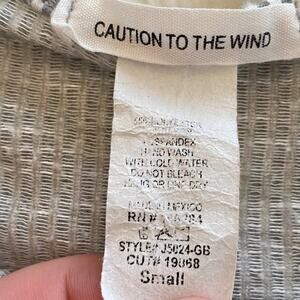 CAUTION TO THE WIND
SPANDEX
HAND WASH
WITH COLD WATER
DO NOT BLEACH
HANG OR LINE DRY
MADE IN MEXICO
RN#
STYLE# J5024-GB
CUT# 19868
Small